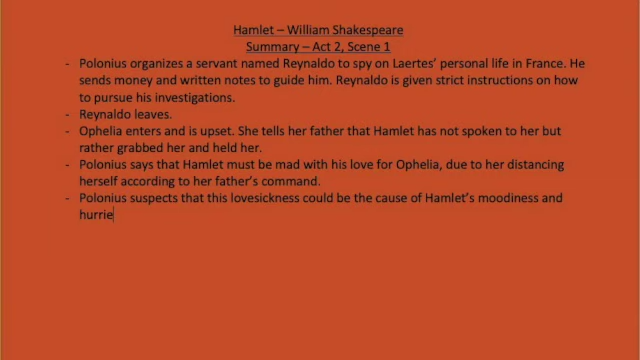 Hamlet – William Shakespeare
Summary – Act 2, Scene 1
- Polonius organizes a servant named Reynaldo to spy on Laertes’ personal life in France. He
sends money and written notes to guide him. Reynaldo is given strict instructions on how
to pursue his investigations.
- Reynaldo leaves.
- Ophelia enters and is upset. She tells her father that Hamlet has not spoken to her but
rather grabbed her and held her.
- Polonius says that Hamlet must be mad with his love for Ophelia, due to her distancing
herself according to her father’s command.
- Polonius suspects that this lovesickness could be the cause of Hamlet’s moodiness and
hurrie